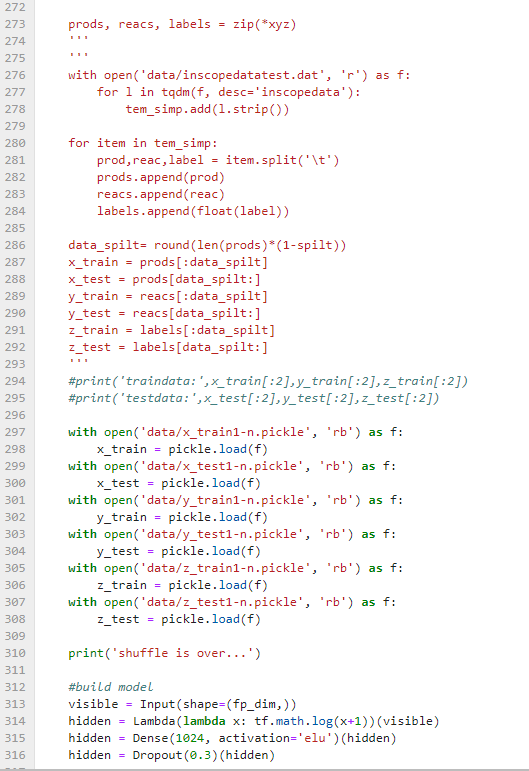 272
273 prods, reacs, labels = zip(*xyz)
274 '''
275 '''
276 with open('data/inscopedatatest.dat', 'r') as f:
277 for l in tqdm(f, desc='inscopedata'):
278 tem_simp.add(l.strip())
279
280 for item in tem_simp:
281 prod,reac,label = item.split('\t')
282 prods.append(prod)
283 reacs.append(reac)
284 labels.append(float(label))
285
286 data_spilt= round(len(prods)*(1-spilt))
287 x_train = prods[:data_spilt]
288 x_test = prods[data_spilt:]
289 y_train = reacs[:data_spilt]
290 y_test = reacs[data_spilt:]
291 z_train = labels[:data_spilt]
292 z_test = labels[data_spilt:]
293 '''
294 #print('traindata:',x_train[:2],y_train[:2],z_train[:2])
295 #print('testdata:',x_test[:2],y_test[:2],z_test[:2])
296
297 with open('data/x_train1-n.pickle', 'rb') as f:
298 x_train = pickle.load(f)
299 with open('data/x_test1-n.pickle', 'rb') as f:
300 x_test = pickle.load(f)
301 with open('data/y_train1-n.pickle', 'rb') as f:
302 y_train = pickle.load(f)
303 with open('data/y_test1-n.pickle', 'rb') as f:
304 y_test = pickle.load(f)
305 with open('data/z_train1-n.pickle', 'rb') as f:
306 z_train = pickle.load(f)
307 with open('data/z_test1-n.pickle', 'rb') as f:
308 z_test = pickle.load(f)
309
310 print('shuffle is over...')
311
312 #build model
313 visible = Input(shape=(fp_dim,))
314 hidden = Lambda(lambda x: tf.math.log(x+1))(visible)
315 hidden = Dense(1024, activation='elu')(hidden)
316 hidden = Dropout(0.3)(hidden)